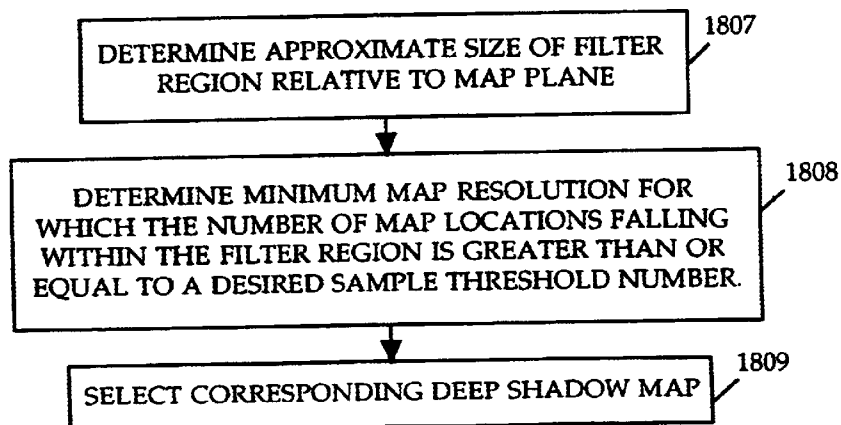 1807
DETERMINE APPROXIMATE SIZE OF FILTER
REGION RELATIVE TO MAP PLANE
1808
DETERMINE MINIMUM MAP RESOLUTION FOR
WHICH THE NUMBER OF MAP LOCATIONS FALLING
WITHIN THE FILTER REGION IS GREATER THAN OR
EQUAL TO A DESIRED SAMPLE THRESHOLD NUMBER.
1809
SELECT CORRESPONDING DEEP SHADOW MAP